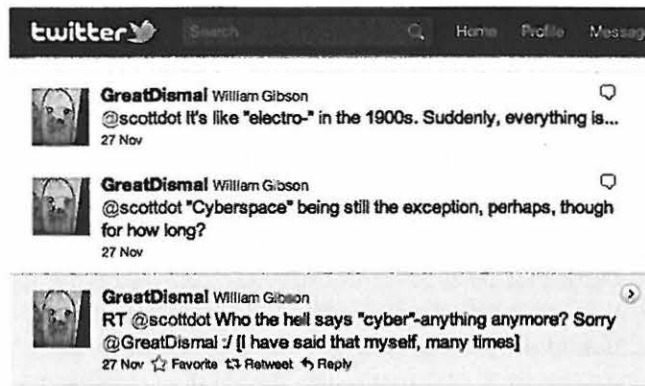 twitter
Search
Home Profile Messag
GreatDismal William Gibson
@scottdot It's like "electro-" in the 1900s. Suddenly, everything is...
27 Nov
GreatDismal William Gibson
@scottdot "Cyberspace" being still the exception, perhaps, though
for how long?
27 Nov
GreatDismal William Gibson
RT @scottdot Who the hell says "cyber"-anything anymore? Sorry
@GreatDismal :/ [I have said that myself, many times]
27 Nov Favorite Retweet Reply